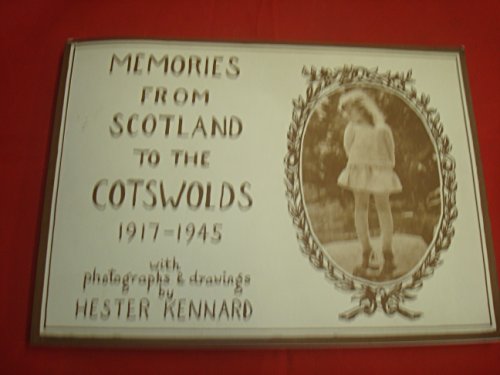 MEMORIES
FROM
SCOTLAND
TO THE
COTSWOLDS
1917-1945
with
photographs & drawings
by
HESTER KENNARD